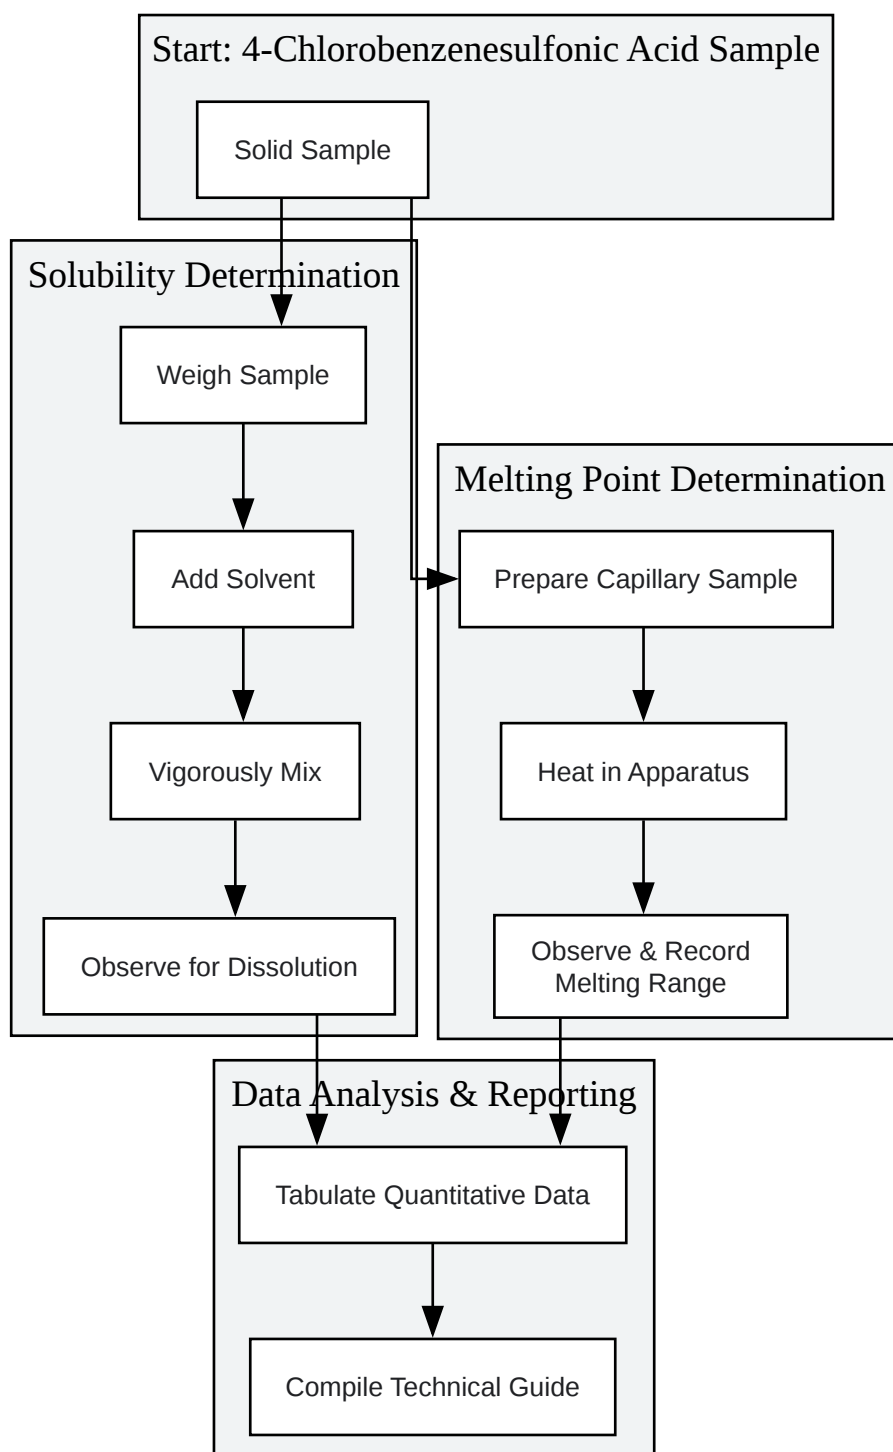 Start: 4-Chlorobenzenesulfonic Acid Sample
Solid Sample
Solubility Determination
Weigh Sample
Add Solvent
Vigorously Mix
Observe for Dissolution
Melting Point Determination
Prepare Capillary Sample
Heat in Apparatus
Observe & Record
Melting Range
Data Analysis & Reporting
Tabulate Quantitative Data
Compile Technical Guide